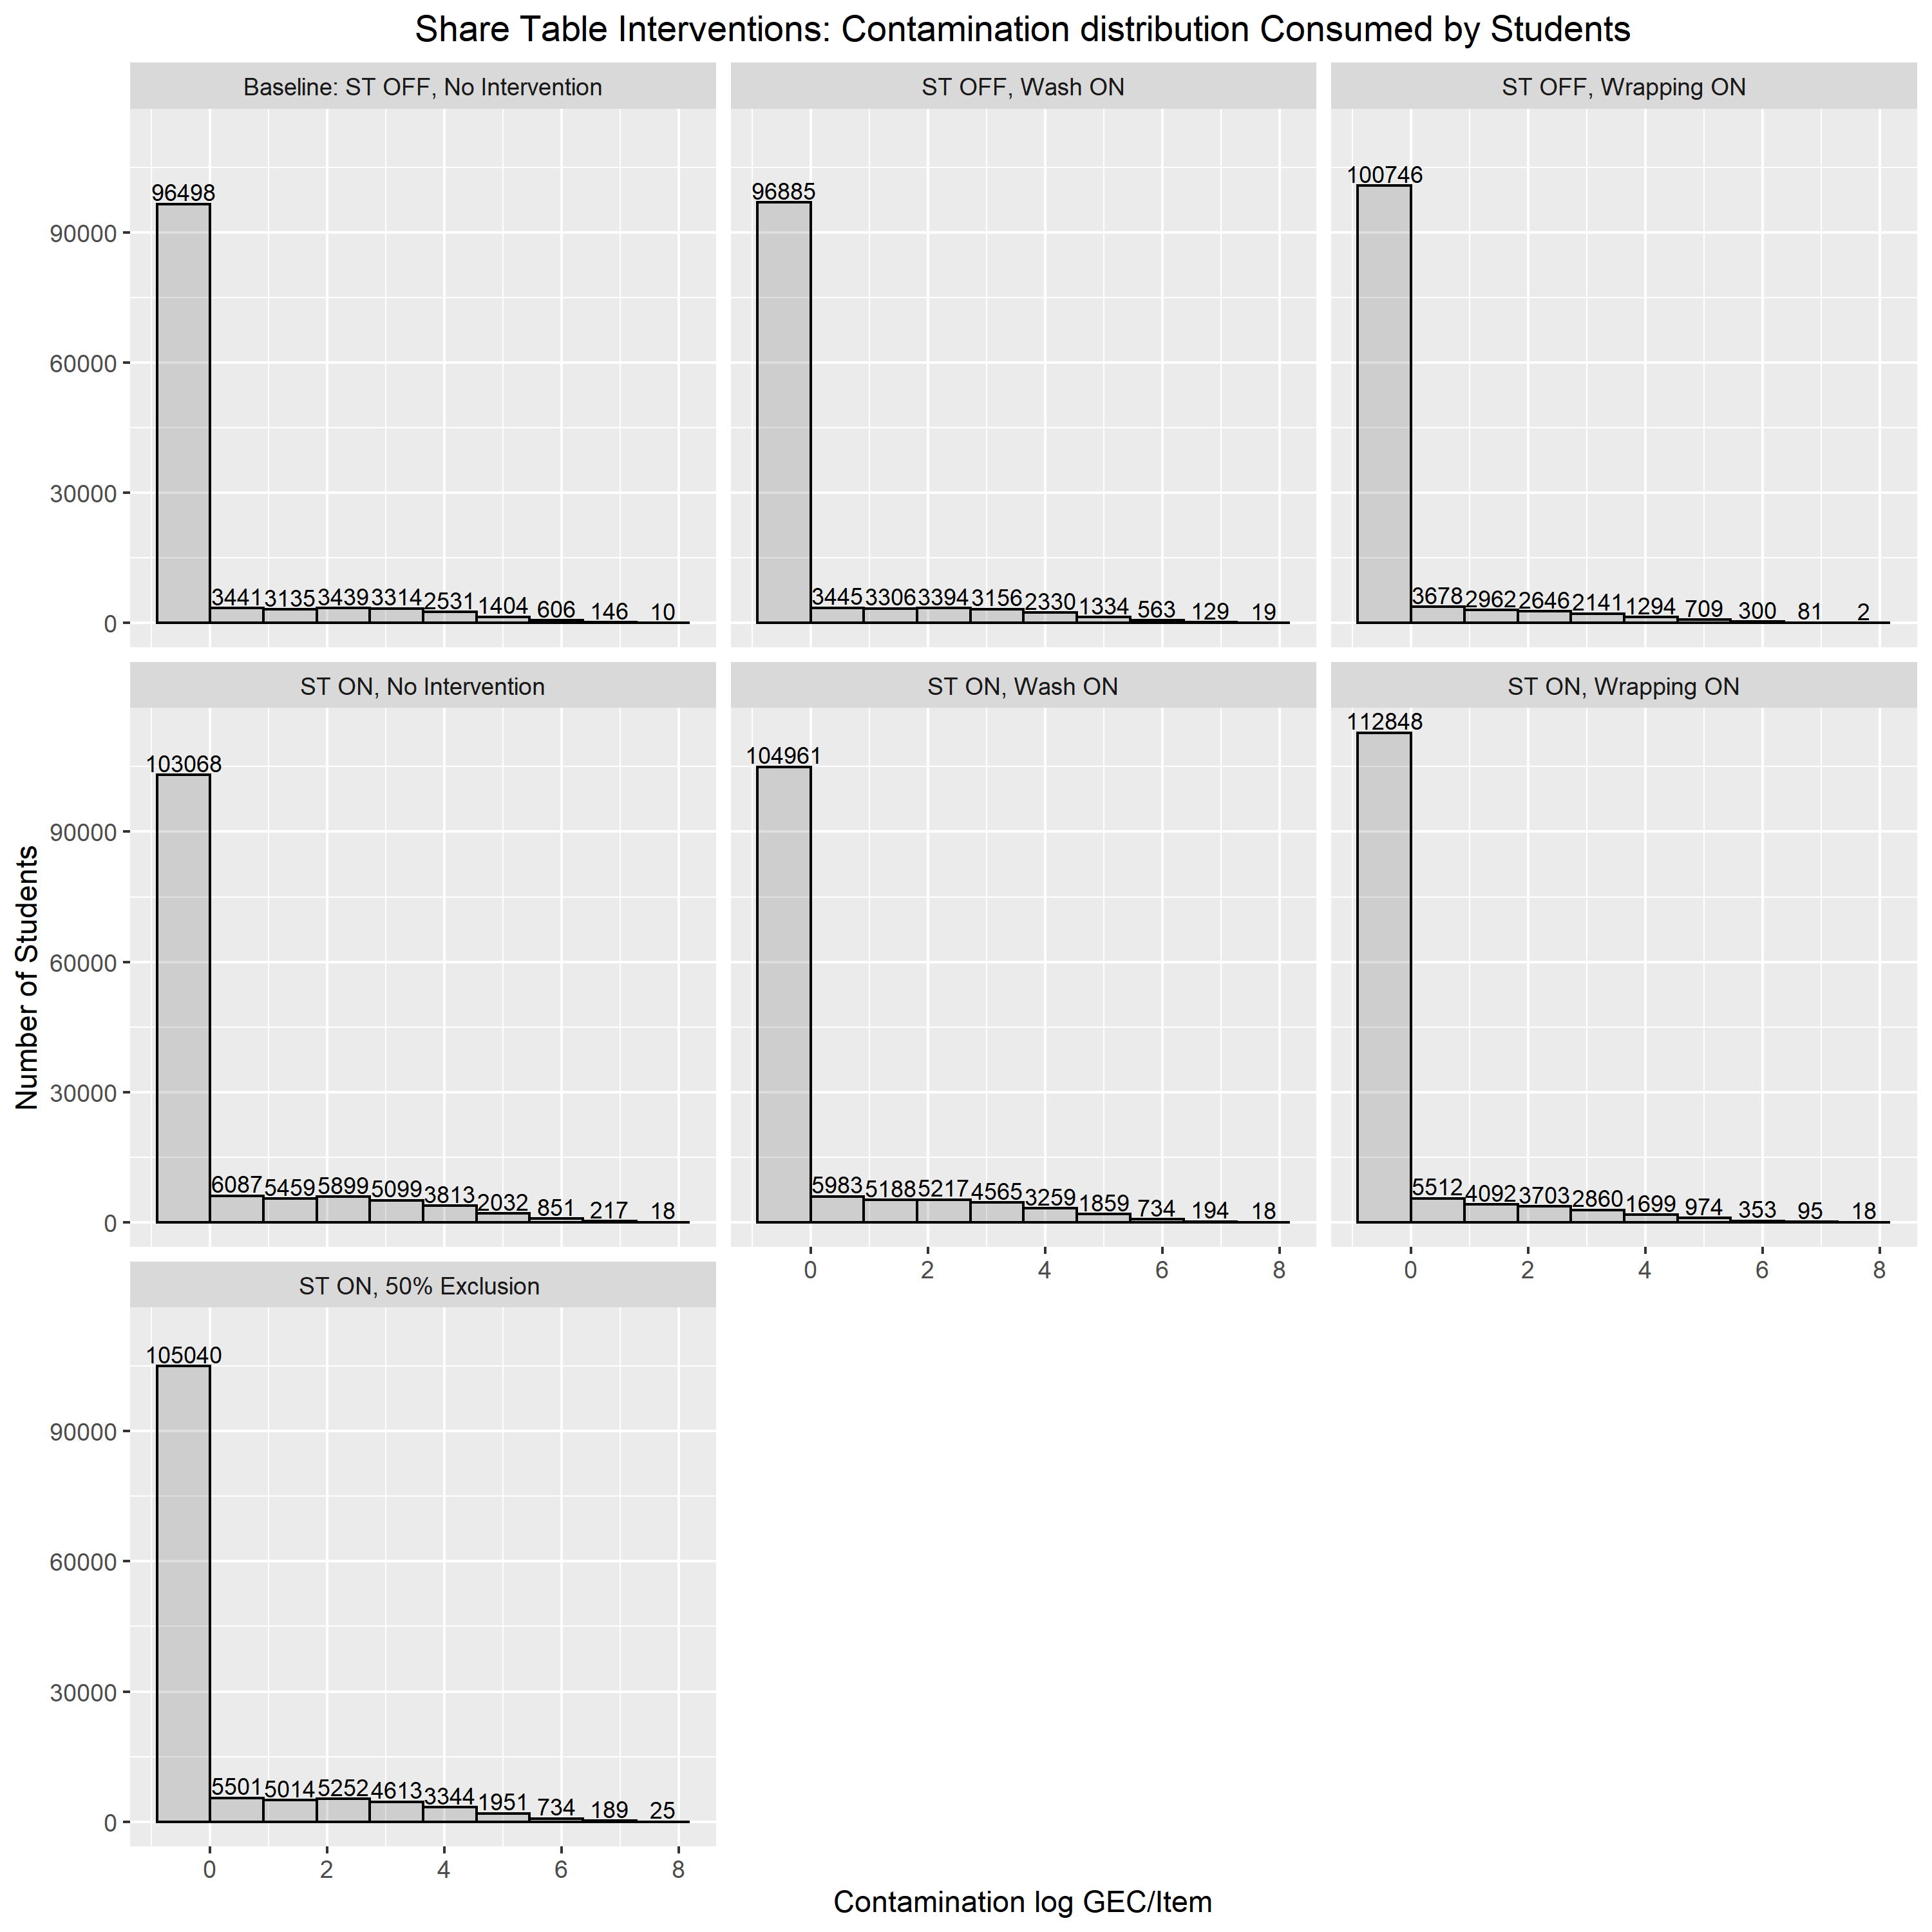 Share Table Interventions: Contamination distribution Consumed by Students
Baseline: ST OFF, No Intervention
96498
90000
60000
30000
0
3441 3135 3439 3314 2531 1404 606 146 10
ST OFF, Wash ON
96885
3445 3306 3394 3156 2330 1334 563 129 19
ST OFF, Wrapping ON
100746
3678 2962 2646 2141 1294 709 300 81 2
ST ON, No Intervention
103068
90000
60000
30000
0
6087 5459 5899 5099 3813 2032 851 217 18
ST ON, Wash ON
104961
5983 5188 5217 4565 3259 1859 734 194 18
0 2 4 6 8
ST ON, Wrapping ON
112848
5512 4092 3703 2860 1699 974 353 95 18
0 2 4 6 8
ST ON, 50% Exclusion
105040
90000
60000
30000
0
5501 5014 5252 4613 3344 1951 734 189 25
0 2 4 6 8
Number of Students
Contamination log GEC/Item